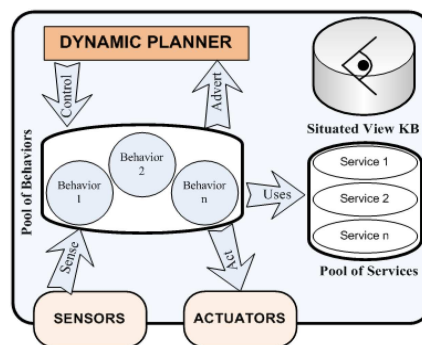 DYNAMIC PLANNER
Control
Advert
Situated View KB
Pool of Behaviors
Behavior
1
Behavior
2
Behavior
n
Uses
Service 1
Service 2
Service n
Pool of Services
Sense
Act
SENSORS
ACTUATORS